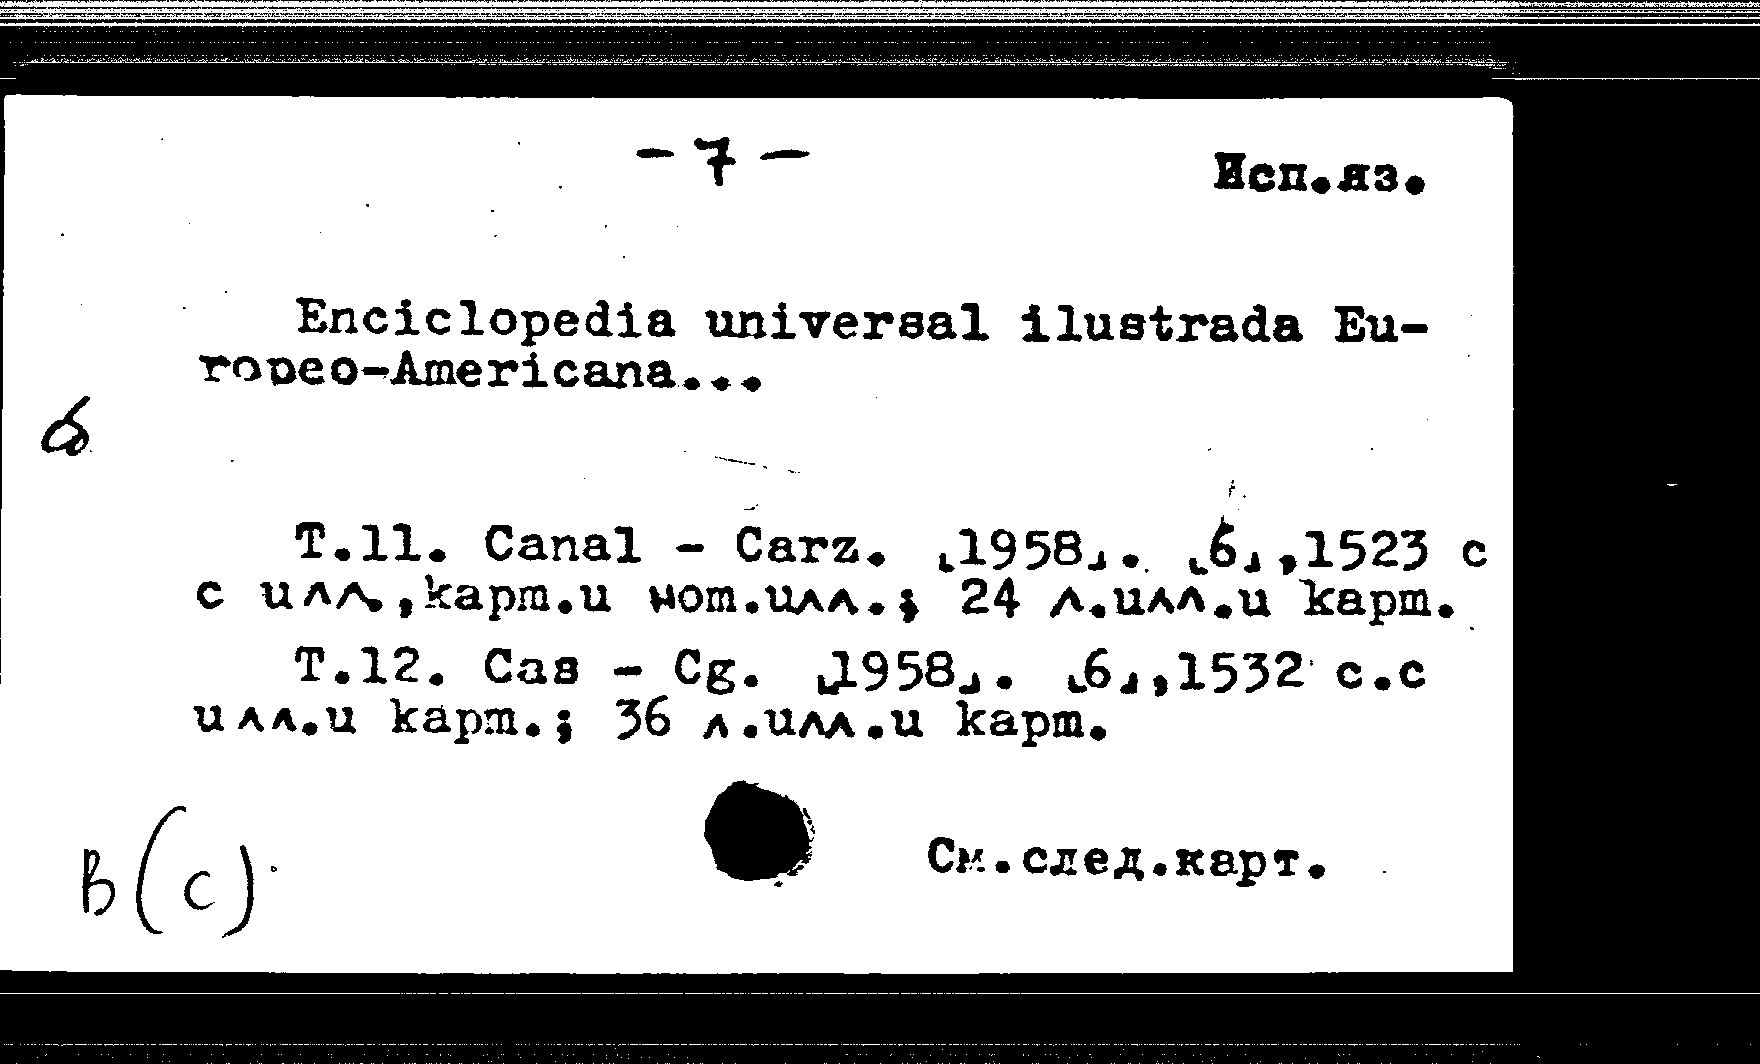 - 7 -
Исп.яз.
Enciclopedia universal ilustrada Eu-
ropeo-Americana...
Т.11. Canal - Carz. ⌞1958⌟. ⌞6⌟,1523 с
с илл.,карт.и нот.илл.; 24 л.илл.и карт.
Т.12. Cas - Cg. ⌞1958⌟. ⌞6⌟,1532 с.с
илл.и карт.; 36 л.илл.и карт.
В(с)
См.след.карт.